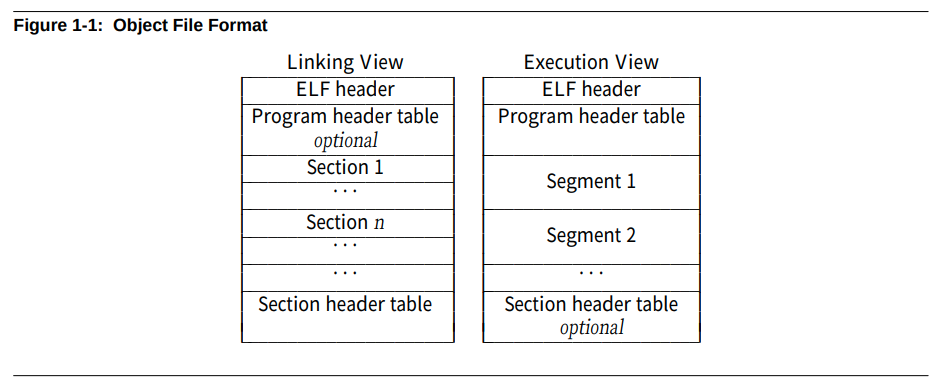 Figure 1-1: Object File Format
Linking View
ELF header
Program header table
optional
Section 1
. . .
Section n
. . .
. . .
Section header table
Execution View
ELF header
Program header table
Segment 1
Segment 2
. . .
Section header table
optional